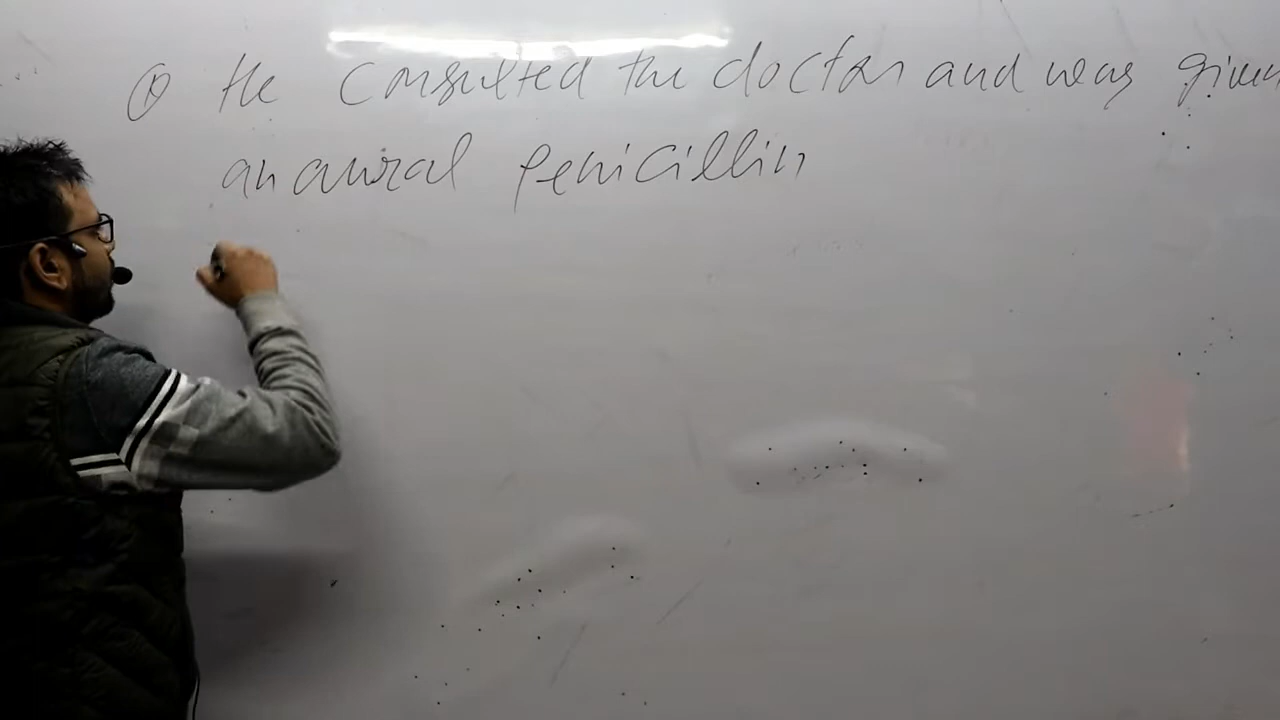 ① He consulted the doctor and was given
an aural penicillin